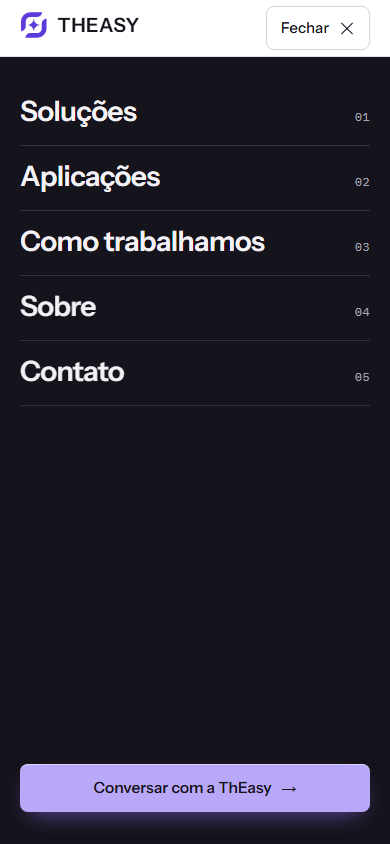 THEASY
Fechar
Soluções
01
Aplicações
02
Como trabalhamos
03
Sobre
04
Contato
05
Conversar com a ThEasy →